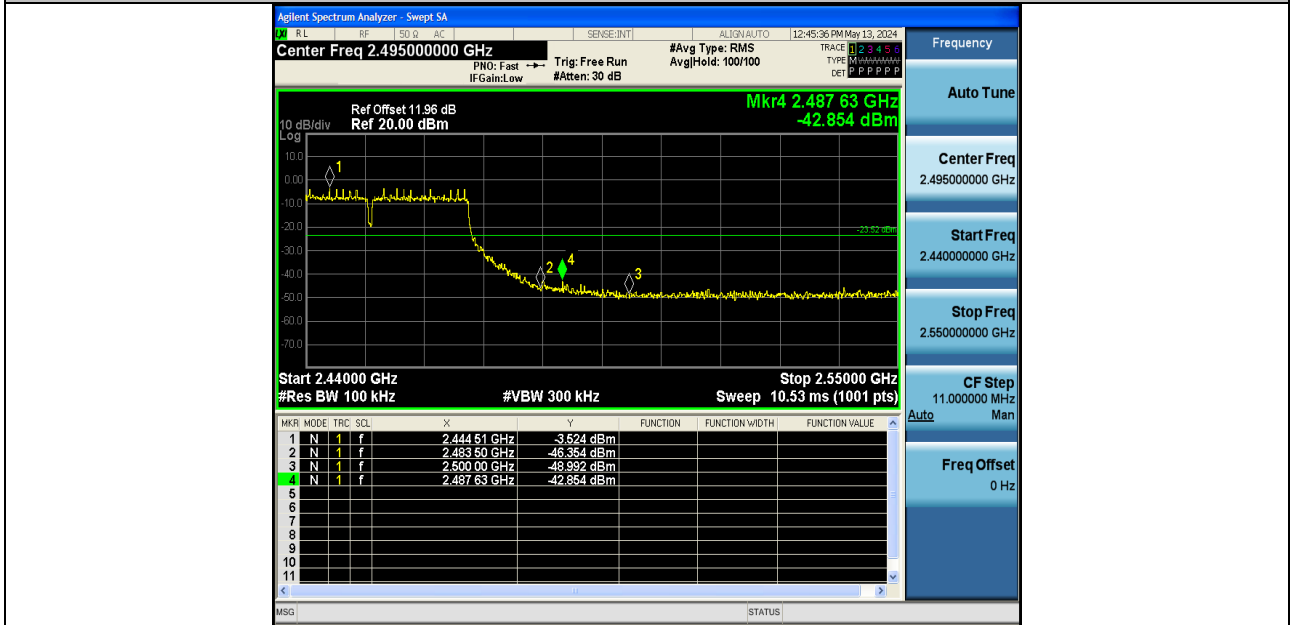 Agilent Spectrum Analyzer - Swept SA
LXI RL RF 50 Ω AC SENSE:INT ALIGN AUTO 12:45:36 PM May 13, 2024
Center Freq 2.495000000 GHz
PNO: Fast
IFGain:Low
Trig: Free Run
#Atten: 30 dB
#Avg Type: RMS
Avg|Hold: 100/100
TRACE 1 2 3 4 5 6
TYPE M
DET P P P P P P
Mkr4 2.487 63 GHz
-42.854 dBm
Ref Offset 11.96 dB
10 dB/div Ref 20.00 dBm
Log
10.0
0.00
-10.0
-20.0
-30.0
-40.0
-50.0
-60.0
-70.0
1
2
4
3
-23.52 dBm
Start 2.44000 GHz Stop 2.55000 GHz
#Res BW 100 kHz #VBW 300 kHz Sweep 10.53 ms (1001 pts)
MKR MODE TRC SCL X Y FUNCTION FUNCTION WIDTH FUNCTION VALUE
1 N 1 f 2.444 51 GHz -3.524 dBm
2 N 1 f 2.483 50 GHz -46.354 dBm
3 N 1 f 2.500 00 GHz -48.992 dBm
4 N 1 f 2.487 63 GHz -42.854 dBm
5
6
7
8
9
10
11
MSG STATUS
Frequency
Auto Tune
Center Freq
2.495000000 GHz
Start Freq
2.440000000 GHz
Stop Freq
2.550000000 GHz
CF Step
11.000000 MHz
Auto Man
Freq Offset
0 Hz